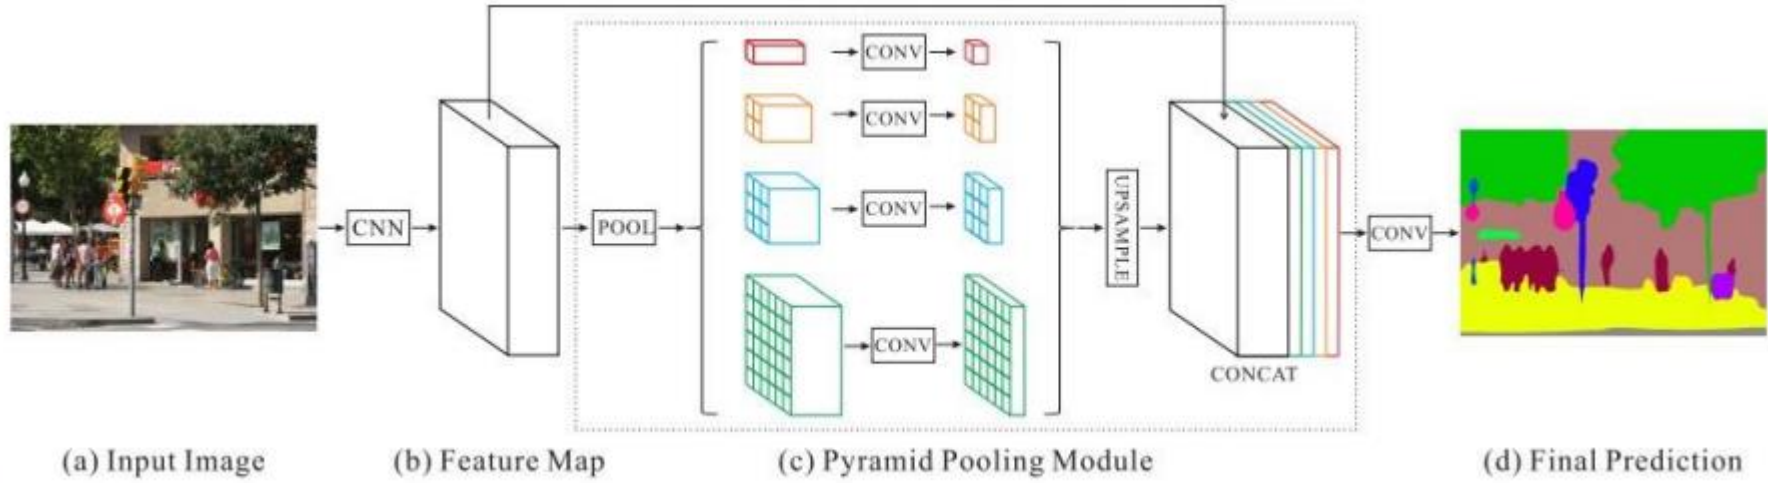 CNN
POOL
CONV
CONV
CONV
CONV
UPSAMPLE
CONCAT
CONV
(a) Input Image
(b) Feature Map
(c) Pyramid Pooling Module
(d) Final Prediction